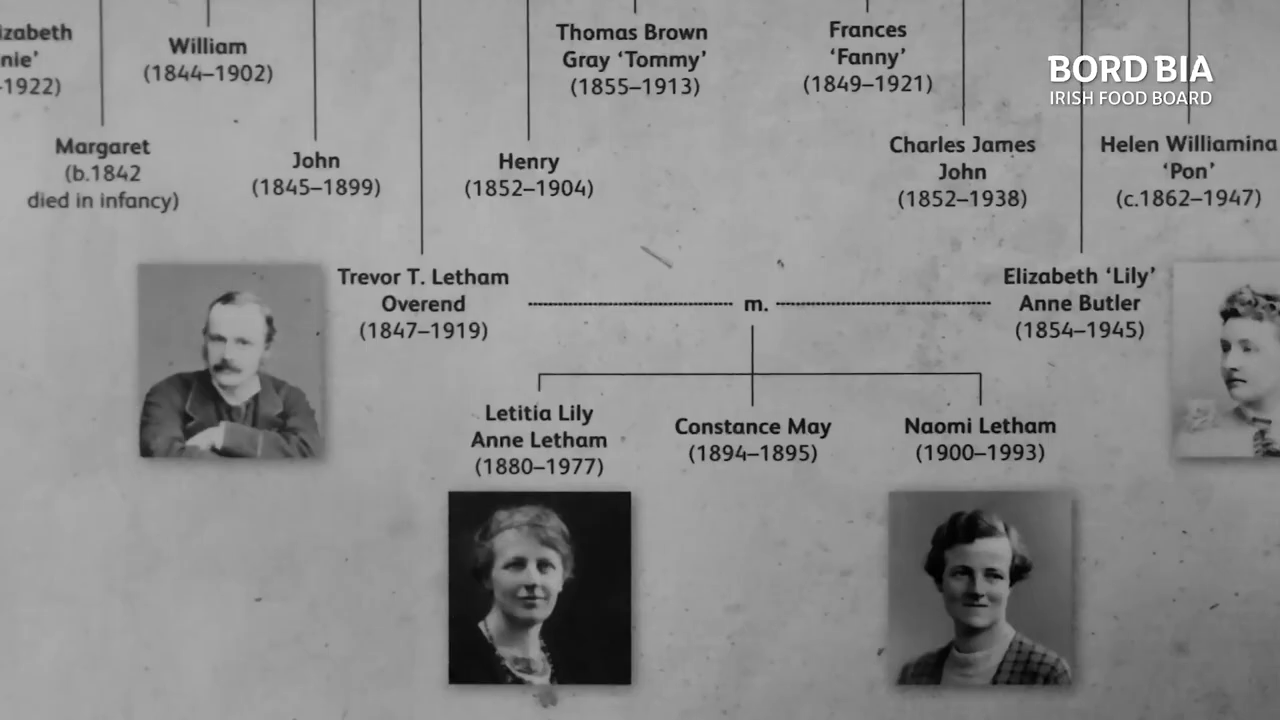 izabeth
nie’
-1922)
William
(1844–1902)
Thomas Brown
Gray ‘Tommy’
(1855–1913)
Frances
‘Fanny’
(1849–1921)
BORD BIA
IRISH FOOD BOARD
Margaret
(b.1842
died in infancy)
John
(1845–1899)
Henry
(1852–1904)
Charles James
John
(1852–1938)
Helen Williamina
‘Pon’
(c.1862–1947)
Trevor T. Letham
Overend
(1847–1919)
m.
Elizabeth ‘Lily’
Anne Butler
(1854–1945)
Letitia Lily
Anne Letham
(1880–1977)
Constance May
(1894–1895)
Naomi Letham
(1900–1993)